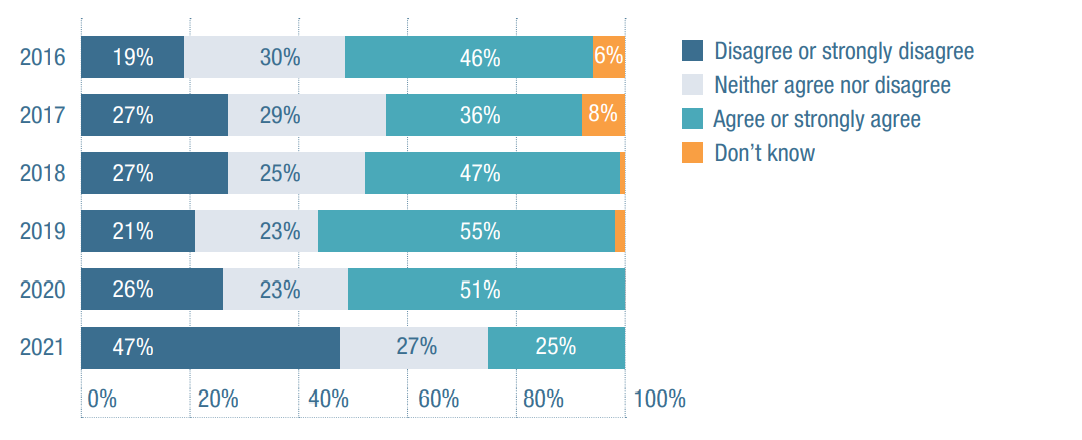 2016 19% 30% 46% 6%
2017 27% 29% 36% 8%
2018 27% 25% 47%
2019 21% 23% 55%
2020 26% 23% 51%
2021 47% 27% 25%
0% 20% 40% 60% 80% 100%
Disagree or strongly disagree
Neither agree nor disagree
Agree or strongly agree
Don’t know